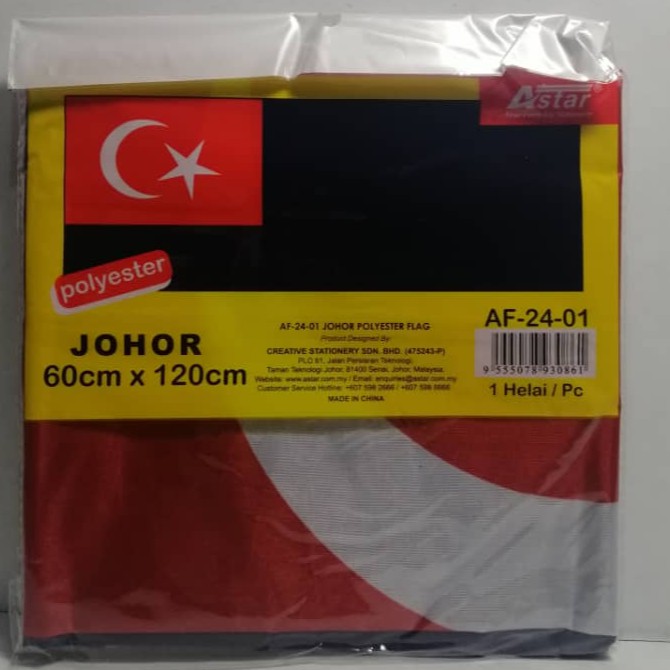 Astar
polyester
JOHOR
60cm x 120cm
AF-24-01 JOHOR POLYESTER FLAG
Product Designed By:
CREATIVE STATIONERY SDN. BHD. (475243-P)
PLO 61, Jalan Persiaran Teknologi,
Taman Teknologi Johor, 81400 Senai, Johor, Malaysia.
Website: www.astar.com.my / Email: enquiries@astar.com.my
Customer Service Hotline: +607 598 2666 / +607 598 6666
MADE IN CHINA
AF-24-01
9 555078 930861
1 Helai / Pc